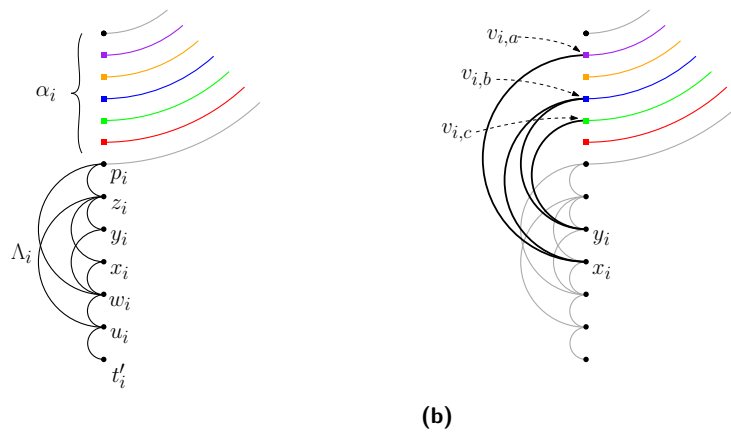 α_i
p_i
z_i
y_i
Λ_i
x_i
w_i
u_i
t'_i
v_{i,a}
v_{i,b}
v_{i,c}
y_i
x_i
(b)